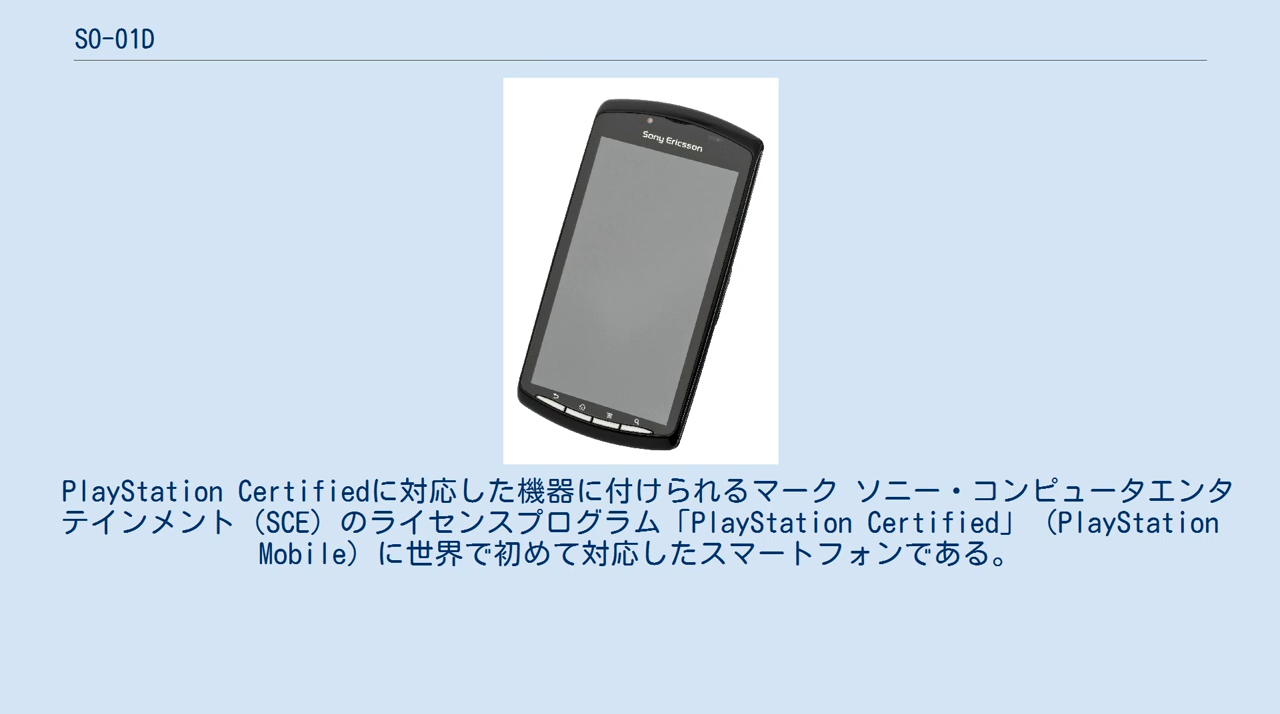 SO-01D
Sony Ericsson
PlayStation Certifiedに対応した機器に付けられるマーク ソニー・コンピュータエンタ
テインメント（SCE）のライセンスプログラム「PlayStation Certified」（PlayStation
Mobile）に世界で初めて対応したスマートフォンである。